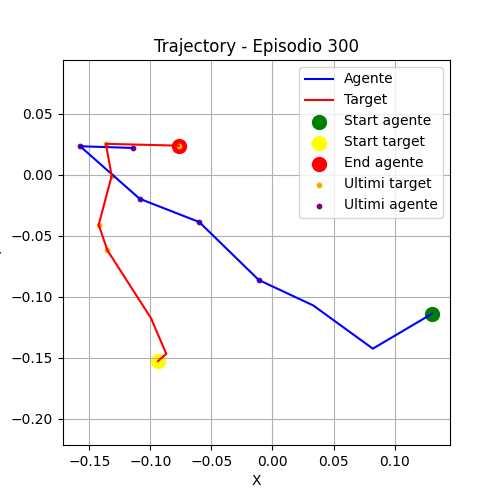 Trajectory - Episodio 300
Agente
Target
Start agente
Start target
End agente
Ultimi target
Ultimi agente
0.05
0.00
−0.05
−0.10
−0.15
−0.20
−0.15
−0.10
−0.05
0.00
0.05
0.10
X